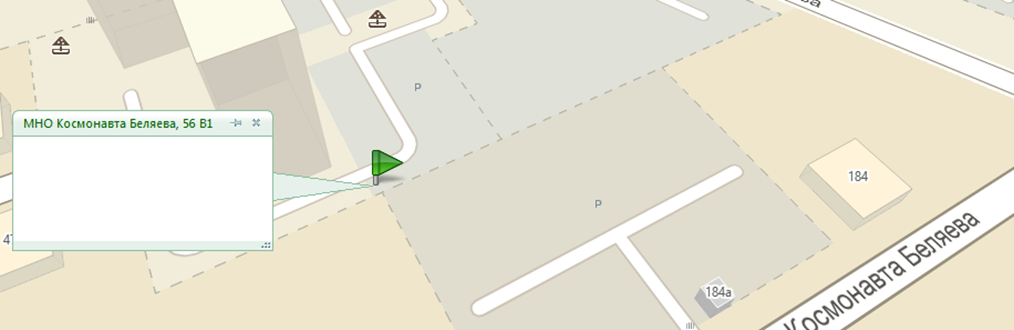 P
МНО Космонавта Беляева, 56 В1
184
P
184а
Космонавта Беляева